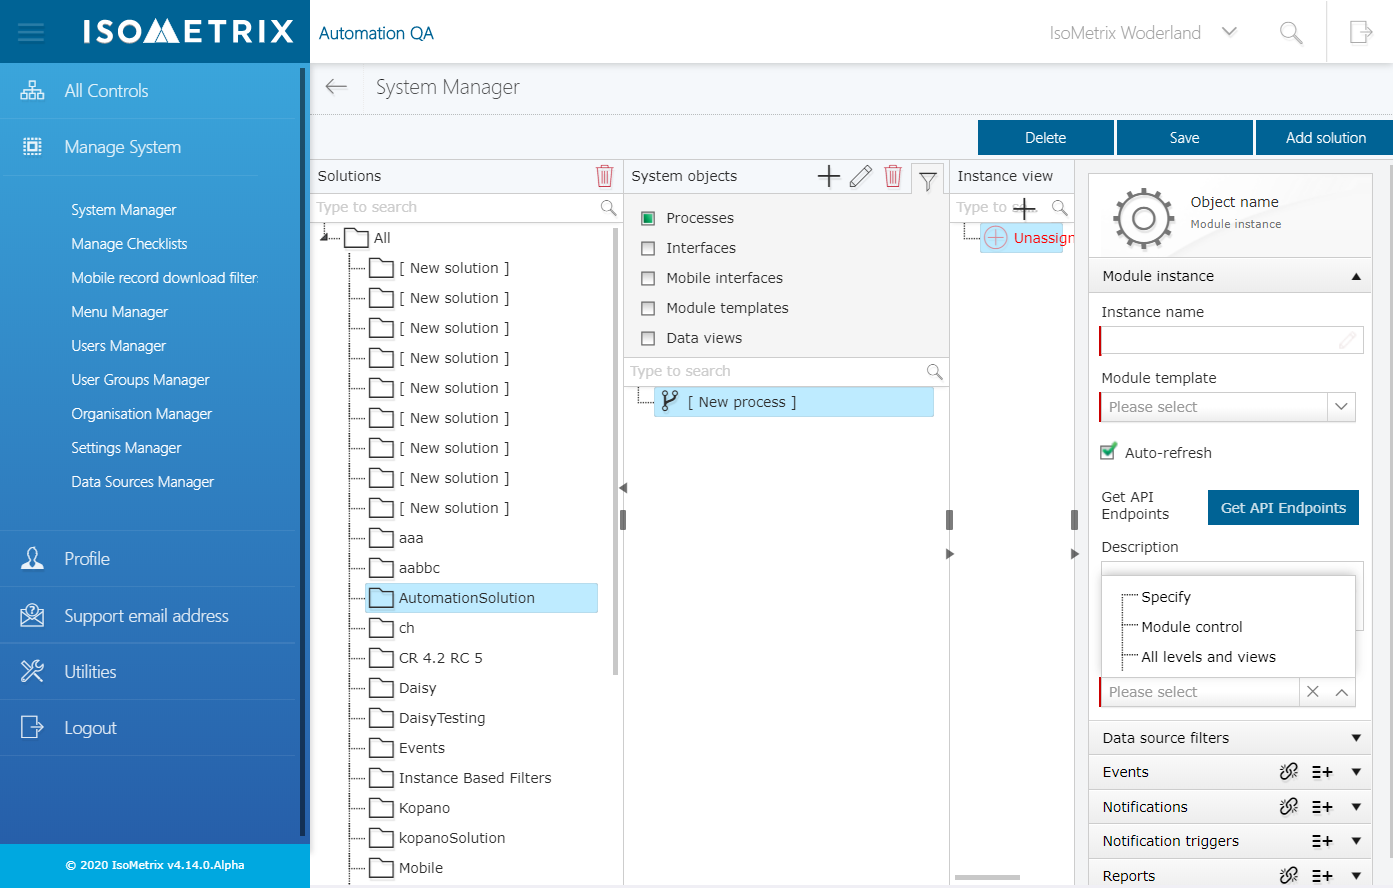 ISOMETRIX
Automation QA
IsoMetrix Woderland
All Controls
Manage System
System Manager
Manage Checklists
Mobile record download filter
Menu Manager
Users Manager
User Groups Manager
Organisation Manager
Settings Manager
Data Sources Manager
Profile
Support email address
Utilities
Logout
© 2020 IsoMetrix v4.14.0.Alpha
System Manager
Delete
Save
Add solution
Solutions
Type to search
All
[ New solution ]
[ New solution ]
[ New solution ]
[ New solution ]
[ New solution ]
[ New solution ]
[ New solution ]
[ New solution ]
[ New solution ]
aaa
aabbc
AutomationSolution
ch
CR 4.2 RC 5
Daisy
DaisyTesting
Events
Instance Based Filters
Kopano
kopanoSolution
Mobile
System objects
Processes
Interfaces
Mobile interfaces
Module templates
Data views
Type to search
[ New process ]
Instance view
Type to s...
Unassign
Object name
Module instance
Module instance
Instance name
Module template
Please select
Auto-refresh
Get API
Endpoints
Get API Endpoints
Description
Specify
Module control
All levels and views
Please select
Data source filters
Events
Notifications
Notification triggers
Reports